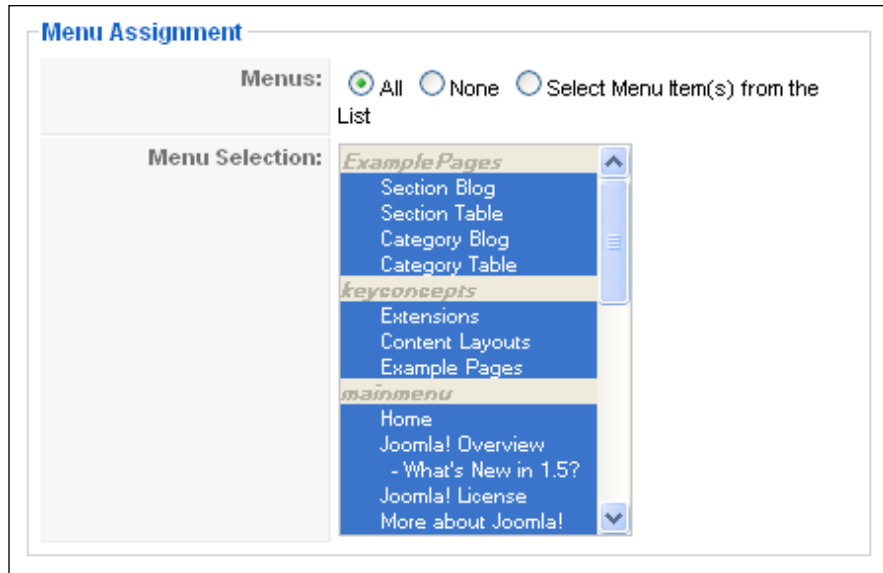 Menu Assignment
Menus: All None Select Menu Item(s) from the
List
Menu Selection: ExamplePages
Section Blog
Section Table
Category Blog
Category Table
keyconcepts
Extensions
Content Layouts
Example Pages
mainmenu
Home
Joomla! Overview
- What's New in 1.5?
Joomla! License
More about Joomla!